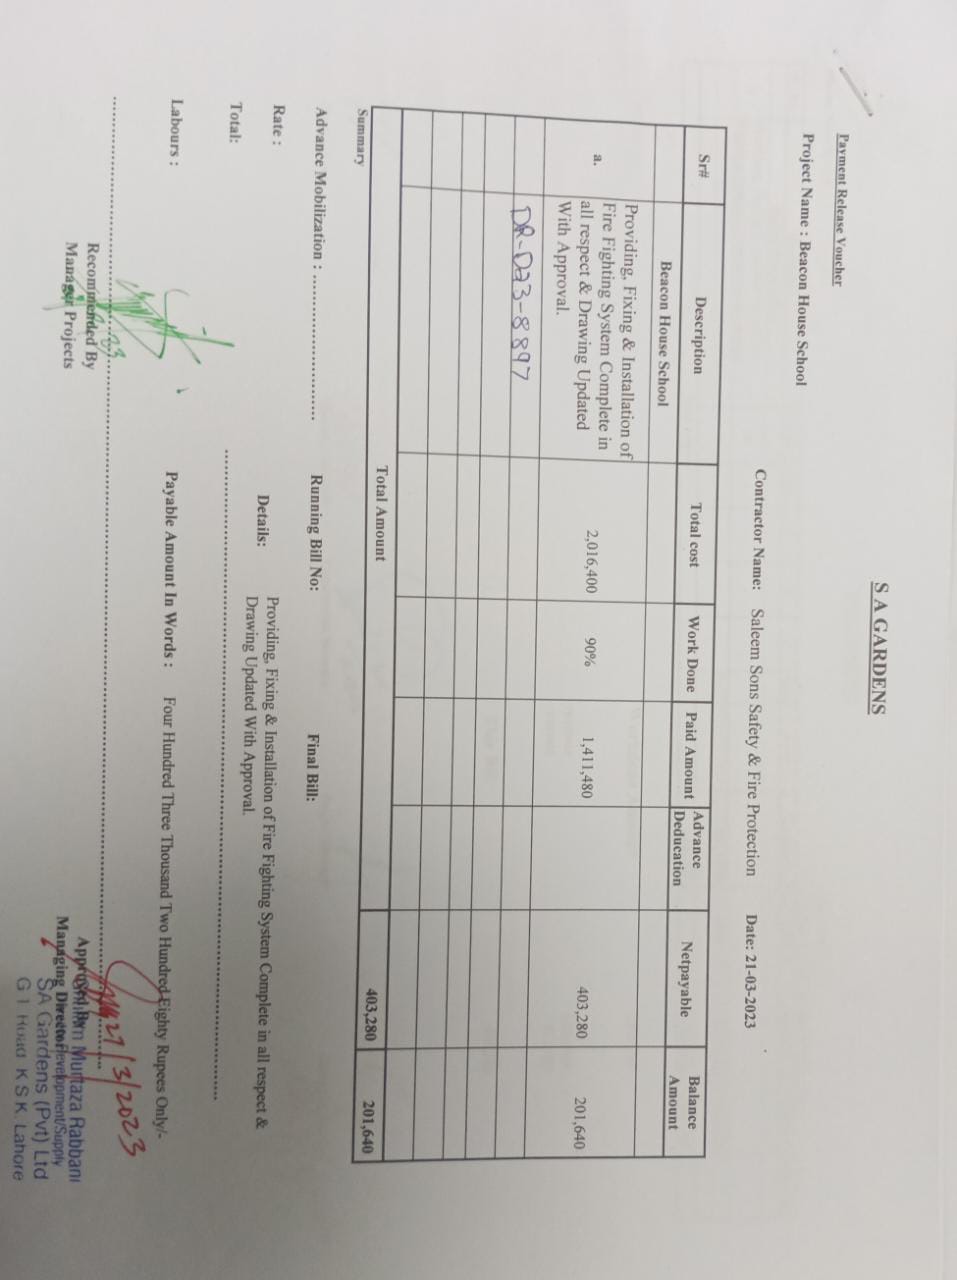 S A GARDENS
Payment Release Voucher
Project Name : Beacon House School
Contractor Name: Saleem Sons Safety & Fire Protection Date: 21-03-2023
Sr# Description Total cost Work Done Paid Amount Advance Deducation Netpayable Balance Amount
Beacon House School
a. Providing, Fixing & Installation of Fire Fighting System Complete in all respect & Drawing Updated With Approval. 2,016,400 90% 1,411,480 403,280 201,640
DR-D23-8897
Total Amount 403,280 201,640
Summary
Advance Mobilization : ........................... Running Bill No: Final Bill:
Rate : Details: Providing, Fixing & Installation of Fire Fighting System Complete in all respect &
Drawing Updated With Approval.
Total:
Labours : Payable Amount In Words : Four Hundred Three Thousand Two Hundred Eighty Rupees Only/-
27/3/2023
Recommended By
Manager Projects
Approved By
Managing Director
Murtaza Rabbani
Development/Supply
SA Gardens (Pvt) Ltd
G T Road K S K. Lahore